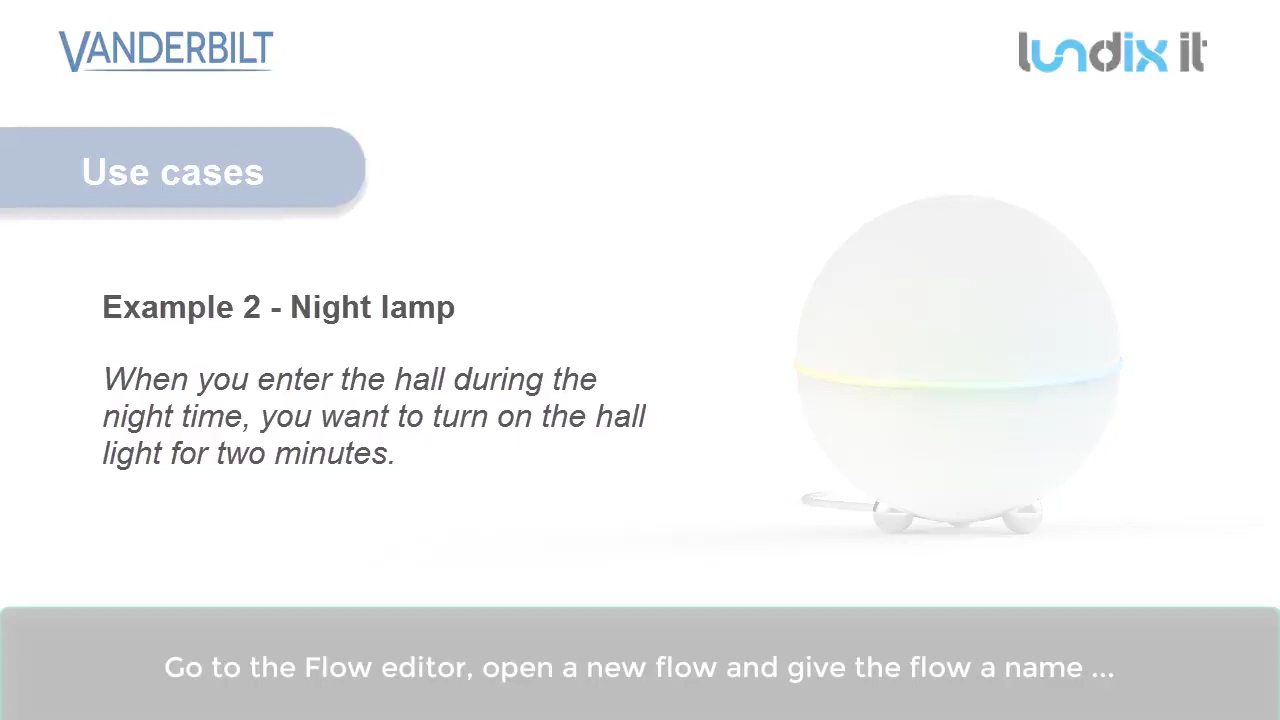 VANDERBILT
lundix it
Use cases
Example 2 - Night lamp
When you enter the hall during the
night time, you want to turn on the hall
light for two minutes.
Go to the Flow editor, open a new flow and give the flow a name ...